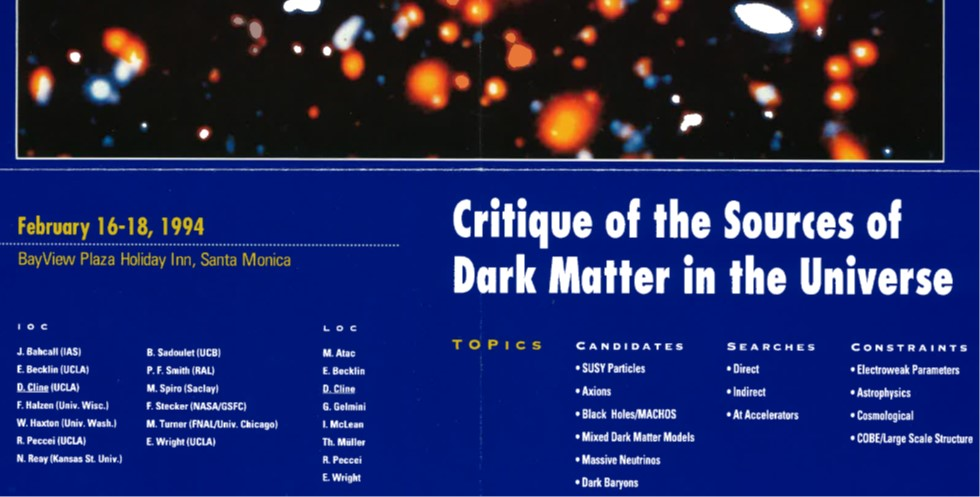 February 16-18, 1994
BayView Plaza Holiday Inn, Santa Monica
Critique of the Sources of
Dark Matter in the Universe
IOC
J. Bahcall (IAS)
E. Becklin (UCLA)
D. Cline (UCLA)
F. Halzen (Univ. Wisc.)
W. Haxton (Univ. Wash.)
R. Peccei (UCLA)
N. Reay (Kansas St. Univ.)
B. Sadoulet (UCB)
P. F. Smith (RAL)
M. Spiro (Saclay)
F. Stecker (NASA/GSFC)
M. Turner (FNAL/Univ. Chicago)
E. Wright (UCLA)
LOC
M. Atac
E. Becklin
D. Cline
G. Gelmini
I. McLean
Th. Müller
R. Peccei
E. Wright
TOPICS
CANDIDATES
• SUSY Particles
• Axions
• Black Holes/MACHOS
• Mixed Dark Matter Models
• Massive Neutrinos
• Dark Baryons
SEARCHES
• Direct
• Indirect
• At Accelerators
CONSTRAINTS
• Electroweak Parameters
• Astrophysics
• Cosmological
• COBE/Large Scale Structure